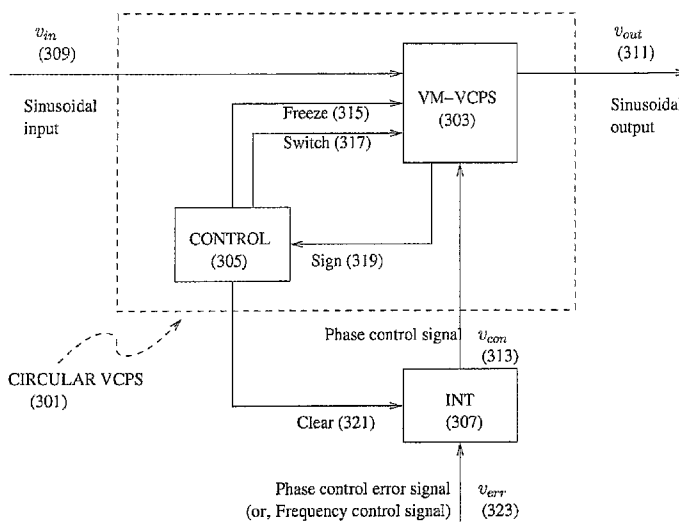 v_in
(309)
Sinusoidal
input
v_out
(311)
Sinusoidal
output
VM−VCPS
(303)
Freeze (315)
Switch (317)
CONTROL
(305)
Sign (319)
Phase control signal v_con
(313)
CIRCULAR VCPS
(301)
INT
(307)
Clear (321)
Phase control error signal v_err
(or, Frequency control signal) (323)